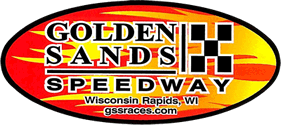 GOLDEN
SANDS
SPEEDWAY
Wisconsin Rapids, WI
gssraces.com